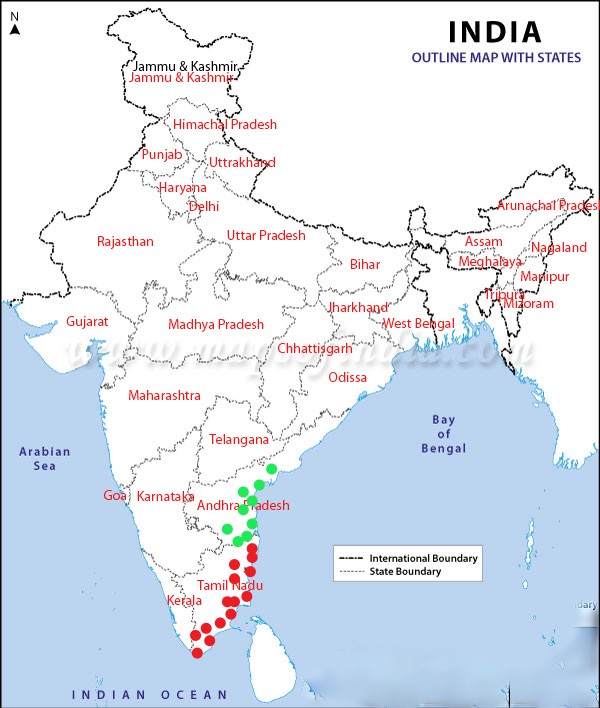 N
INDIA
OUTLINE MAP WITH STATES
Jammu & Kashmir
Jammu & Kashmir
Himachal Pradesh
Punjab
Uttrakhand
Haryana
Delhi
Arunachal Pradesh
Rajasthan
Uttar Pradesh
Assam
Nagaland
Bihar
Meghalaya
Manipur
Tripura
Mizoram
Jharkhand
Gujarat
Madhya Pradesh
West Bengal
Chhattisgarh
www.mapsofindia.com
Odissa
Maharashtra
Bay
of
Bengal
Telangana
Arabian
Sea
Goa
Karnataka
Andhra Pradesh
International Boundary
State Boundary
Tamil Nadu
Kerala
dary
INDIAN OCEAN